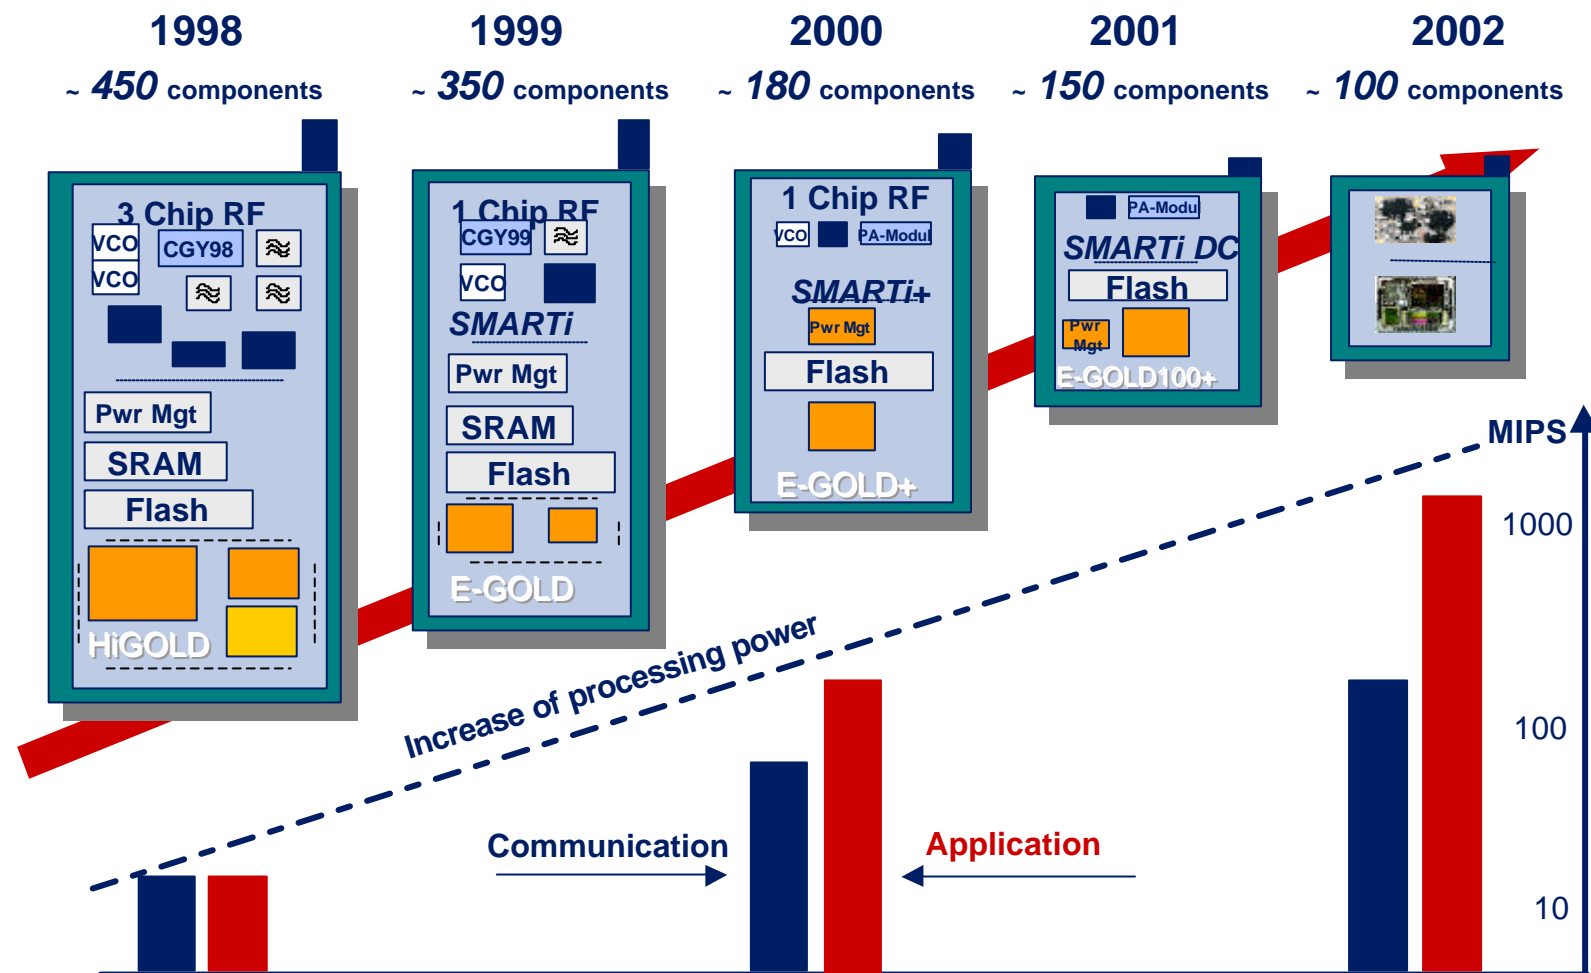 1998
1999
2000
2001
2002
~ 450 components
~ 350 components
~ 180 components
~ 150 components
~ 100 components
3 Chip RF
VCO
CGY98
VCO
Pwr Mgt
SRAM
Flash
HiGOLD
1 Chip RF
CGY99
VCO
SMARTi
Pwr Mgt
SRAM
Flash
E-GOLD
1 Chip RF
VCO
PA-Modul
SMARTi+
Pwr Mgt
Flash
E-GOLD+
PA-Modul
SMARTi DC
Flash
Pwr
Mgt
E-GOLD100+
MIPS
1000
100
10
Increase of processing power
Communication
Application